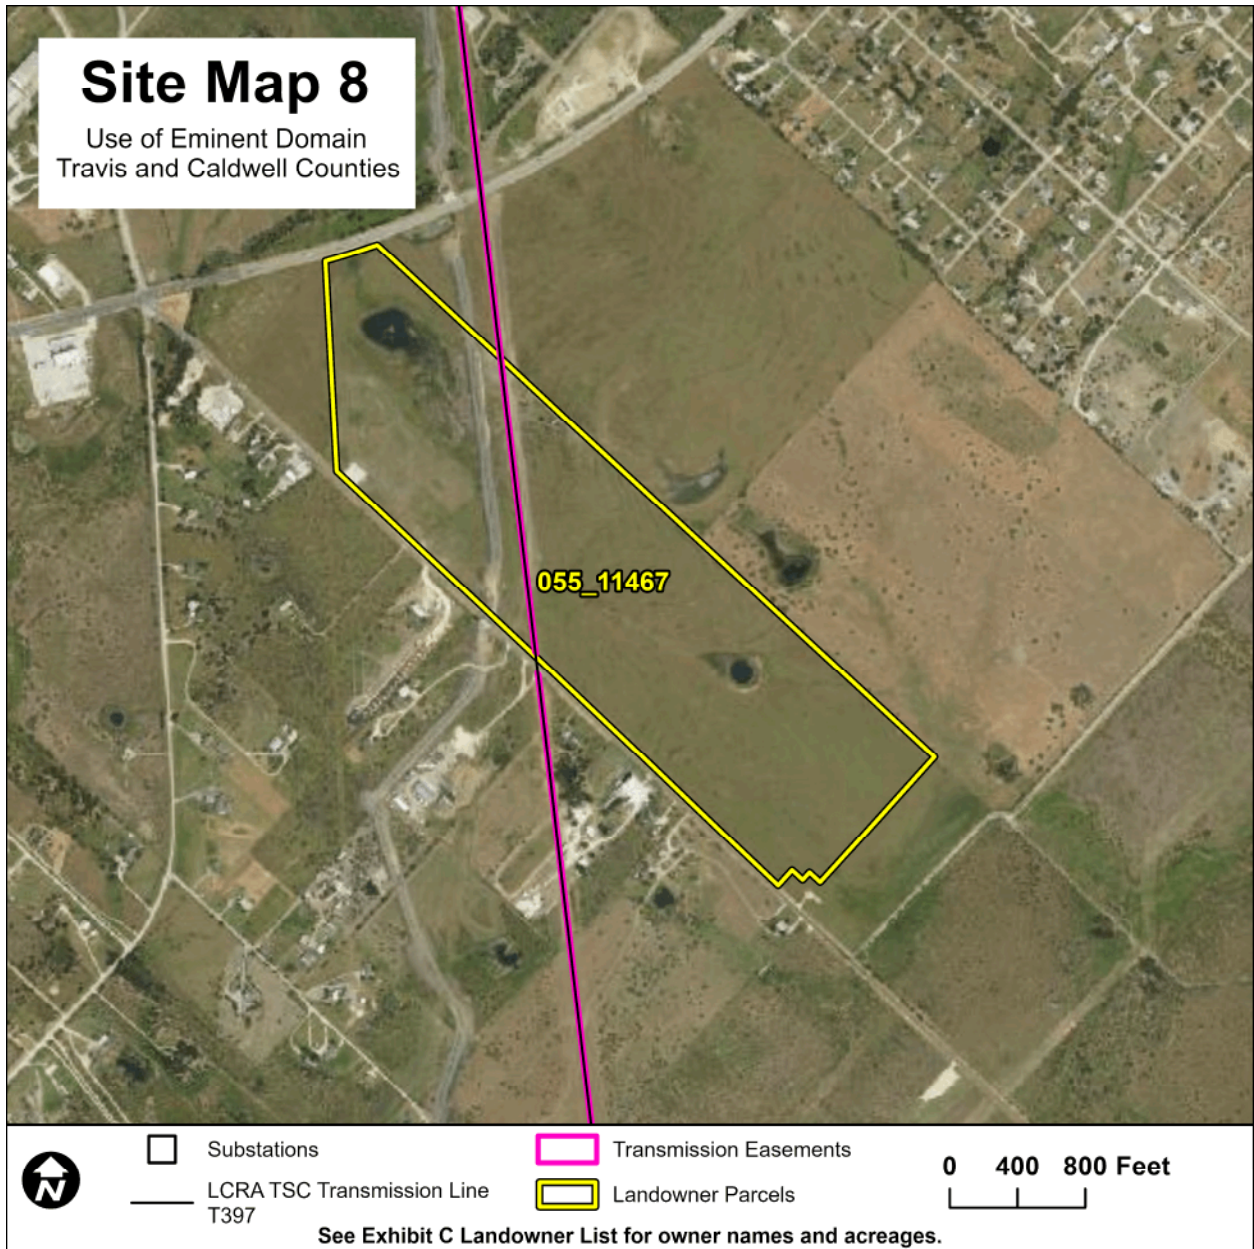 Site Map 8
Use of Eminent Domain
Travis and Caldwell Counties
055_11467
N
Substations
LCRA TSC Transmission Line
T397
Transmission Easements
Landowner Parcels
0 400 800 Feet
See Exhibit C Landowner List for owner names and acreages.